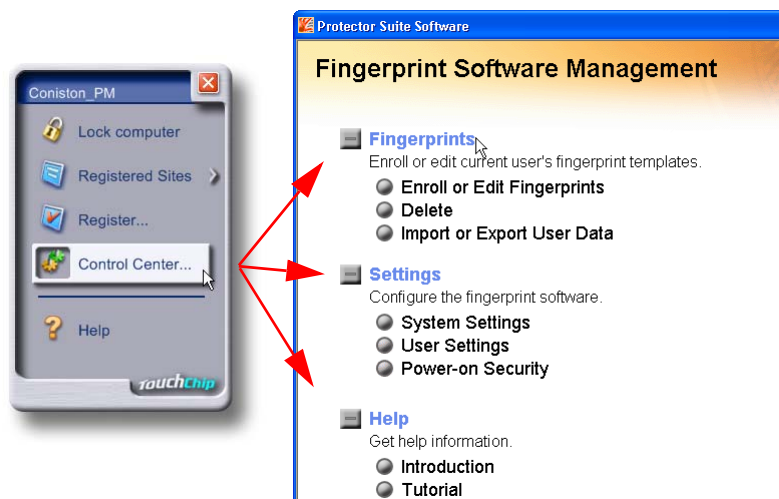 Coniston_PM
Lock computer
Registered Sites
Register...
Control Center...
Help
TouchChip
Protector Suite Software
Fingerprint Software Management
Fingerprints
Enroll or edit current user's fingerprint templates.
Enroll or Edit Fingerprints
Delete
Import or Export User Data
Settings
Configure the fingerprint software.
System Settings
User Settings
Power-on Security
Help
Get help information.
Introduction
Tutorial